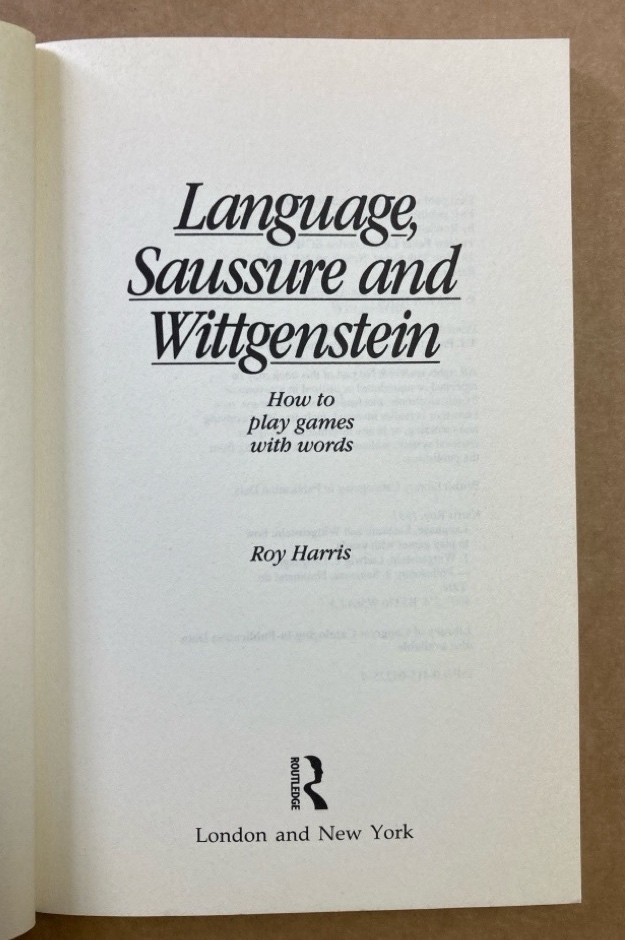 Language,
Saussure and
Wittgenstein
How to
play games
with words
Roy Harris
ROUTLEDGE
London and New York